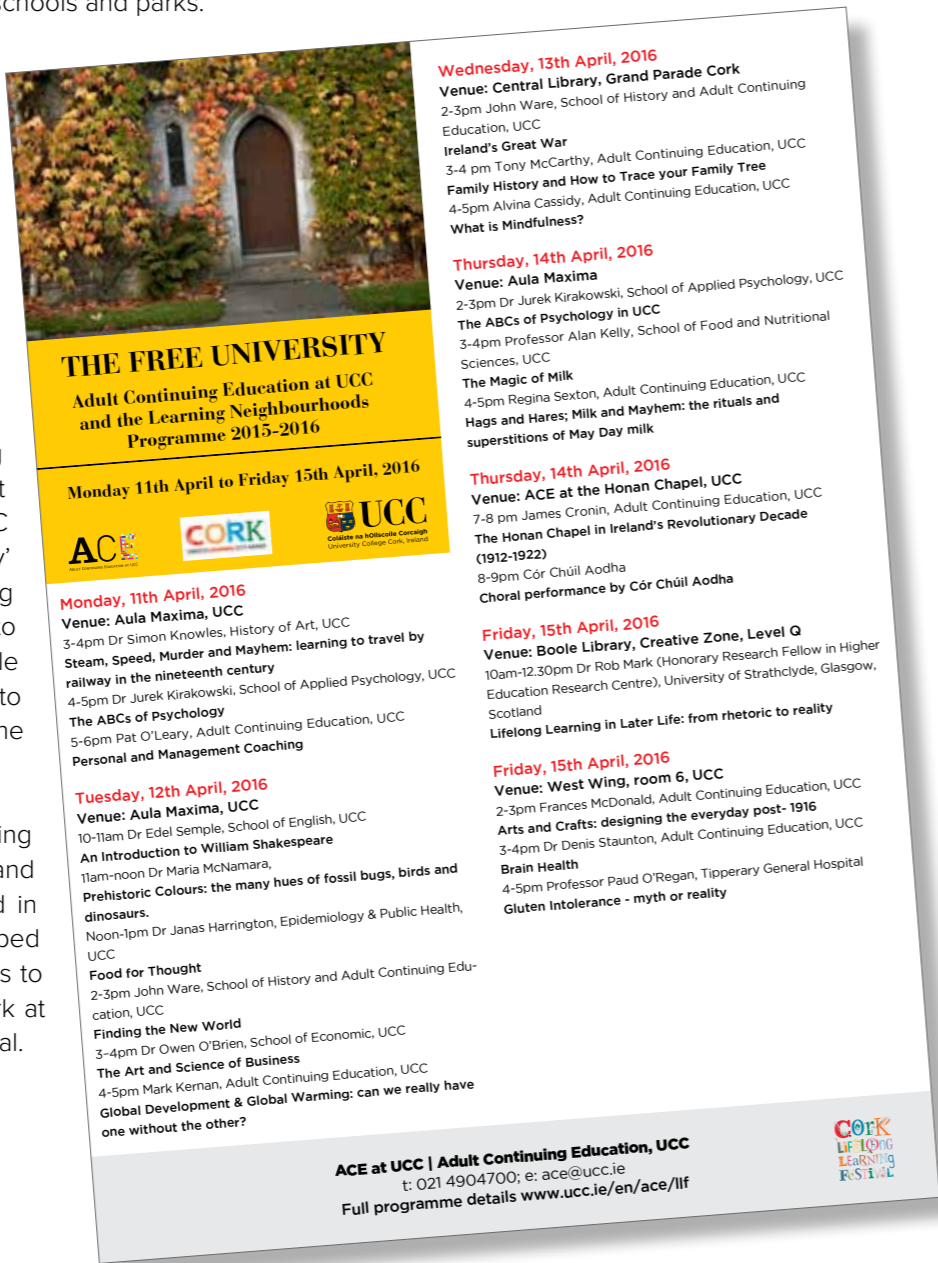 schools and parks.
THE FREE UNIVERSITY
Adult Continuing Education at UCC
and the Learning Neighbourhoods
Programme 2015-2016
Monday 11th April to Friday 15th April, 2016
ACE
ADULT CONTINUING EDUCATION AT UCC
CORK
UCC
Coláiste na hOllscoile Corcaigh
University College Cork, Ireland
Monday, 11th April, 2016
Venue: Aula Maxima, UCC
3-4pm Dr Simon Knowles, History of Art, UCC
Steam, Speed, Murder and Mayhem: learning to travel by
railway in the nineteenth century
4-5pm Dr Jurek Kirakowski, School of Applied Psychology, UCC
The ABCs of Psychology
5-6pm Pat O'Leary, Adult Continuing Education, UCC
Personal and Management Coaching
Tuesday, 12th April, 2016
Venue: Aula Maxima, UCC
10-11am Dr Edel Semple, School of English, UCC
An Introduction to William Shakespeare
11am-noon Dr Maria McNamara,
Prehistoric Colours: the many hues of fossil bugs, birds and
dinosaurs.
Noon-1pm Dr Janas Harrington, Epidemiology & Public Health,
UCC
Food for Thought
2-3pm John Ware, School of History and Adult Continuing Edu-
cation, UCC
Finding the New World
3–4pm Dr Owen O'Brien, School of Economic, UCC
The Art and Science of Business
4-5pm Mark Kernan, Adult Continuing Education, UCC
Global Development & Global Warming: can we really have
one without the other?
Wednesday, 13th April, 2016
Venue: Central Library, Grand Parade Cork
2-3pm John Ware, School of History and Adult Continuing
Education, UCC
Ireland's Great War
3-4 pm Tony McCarthy, Adult Continuing Education, UCC
Family History and How to Trace your Family Tree
4-5pm Alvina Cassidy, Adult Continuing Education, UCC
What is Mindfulness?
Thursday, 14th April, 2016
Venue: Aula Maxima
2-3pm Dr Jurek Kirakowski, School of Applied Psychology, UCC
The ABCs of Psychology in UCC
3-4pm Professor Alan Kelly, School of Food and Nutritional
Sciences, UCC
The Magic of Milk
4-5pm Regina Sexton, Adult Continuing Education, UCC
Hags and Hares; Milk and Mayhem: the rituals and
superstitions of May Day milk
Thursday, 14th April, 2016
Venue: ACE at the Honan Chapel, UCC
7-8 pm James Cronin, Adult Continuing Education, UCC
The Honan Chapel in Ireland's Revolutionary Decade
(1912-1922)
8-9pm Cór Chúil Aodha
Choral performance by Cór Chúil Aodha
Friday, 15th April, 2016
Venue: Boole Library, Creative Zone, Level Q
10am-12.30pm Dr Rob Mark (Honorary Research Fellow in Higher
Education Research Centre), University of Strathclyde, Glasgow,
Scotland
Lifelong Learning in Later Life: from rhetoric to reality
Friday, 15th April, 2016
Venue: West Wing, room 6, UCC
2-3pm Frances McDonald, Adult Continuing Education, UCC
Arts and Crafts: designing the everyday post- 1916
3-4pm Dr Denis Staunton, Adult Continuing Education, UCC
Brain Health
4-5pm Professor Paud O'Regan, Tipperary General Hospital
Gluten Intolerance - myth or reality
ACE at UCC | Adult Continuing Education, UCC
t: 021 4904700; e: ace@ucc.ie
Full programme details www.ucc.ie/en/ace/llf
CORK
LIFELONG
LEARNING
FESTIVAL